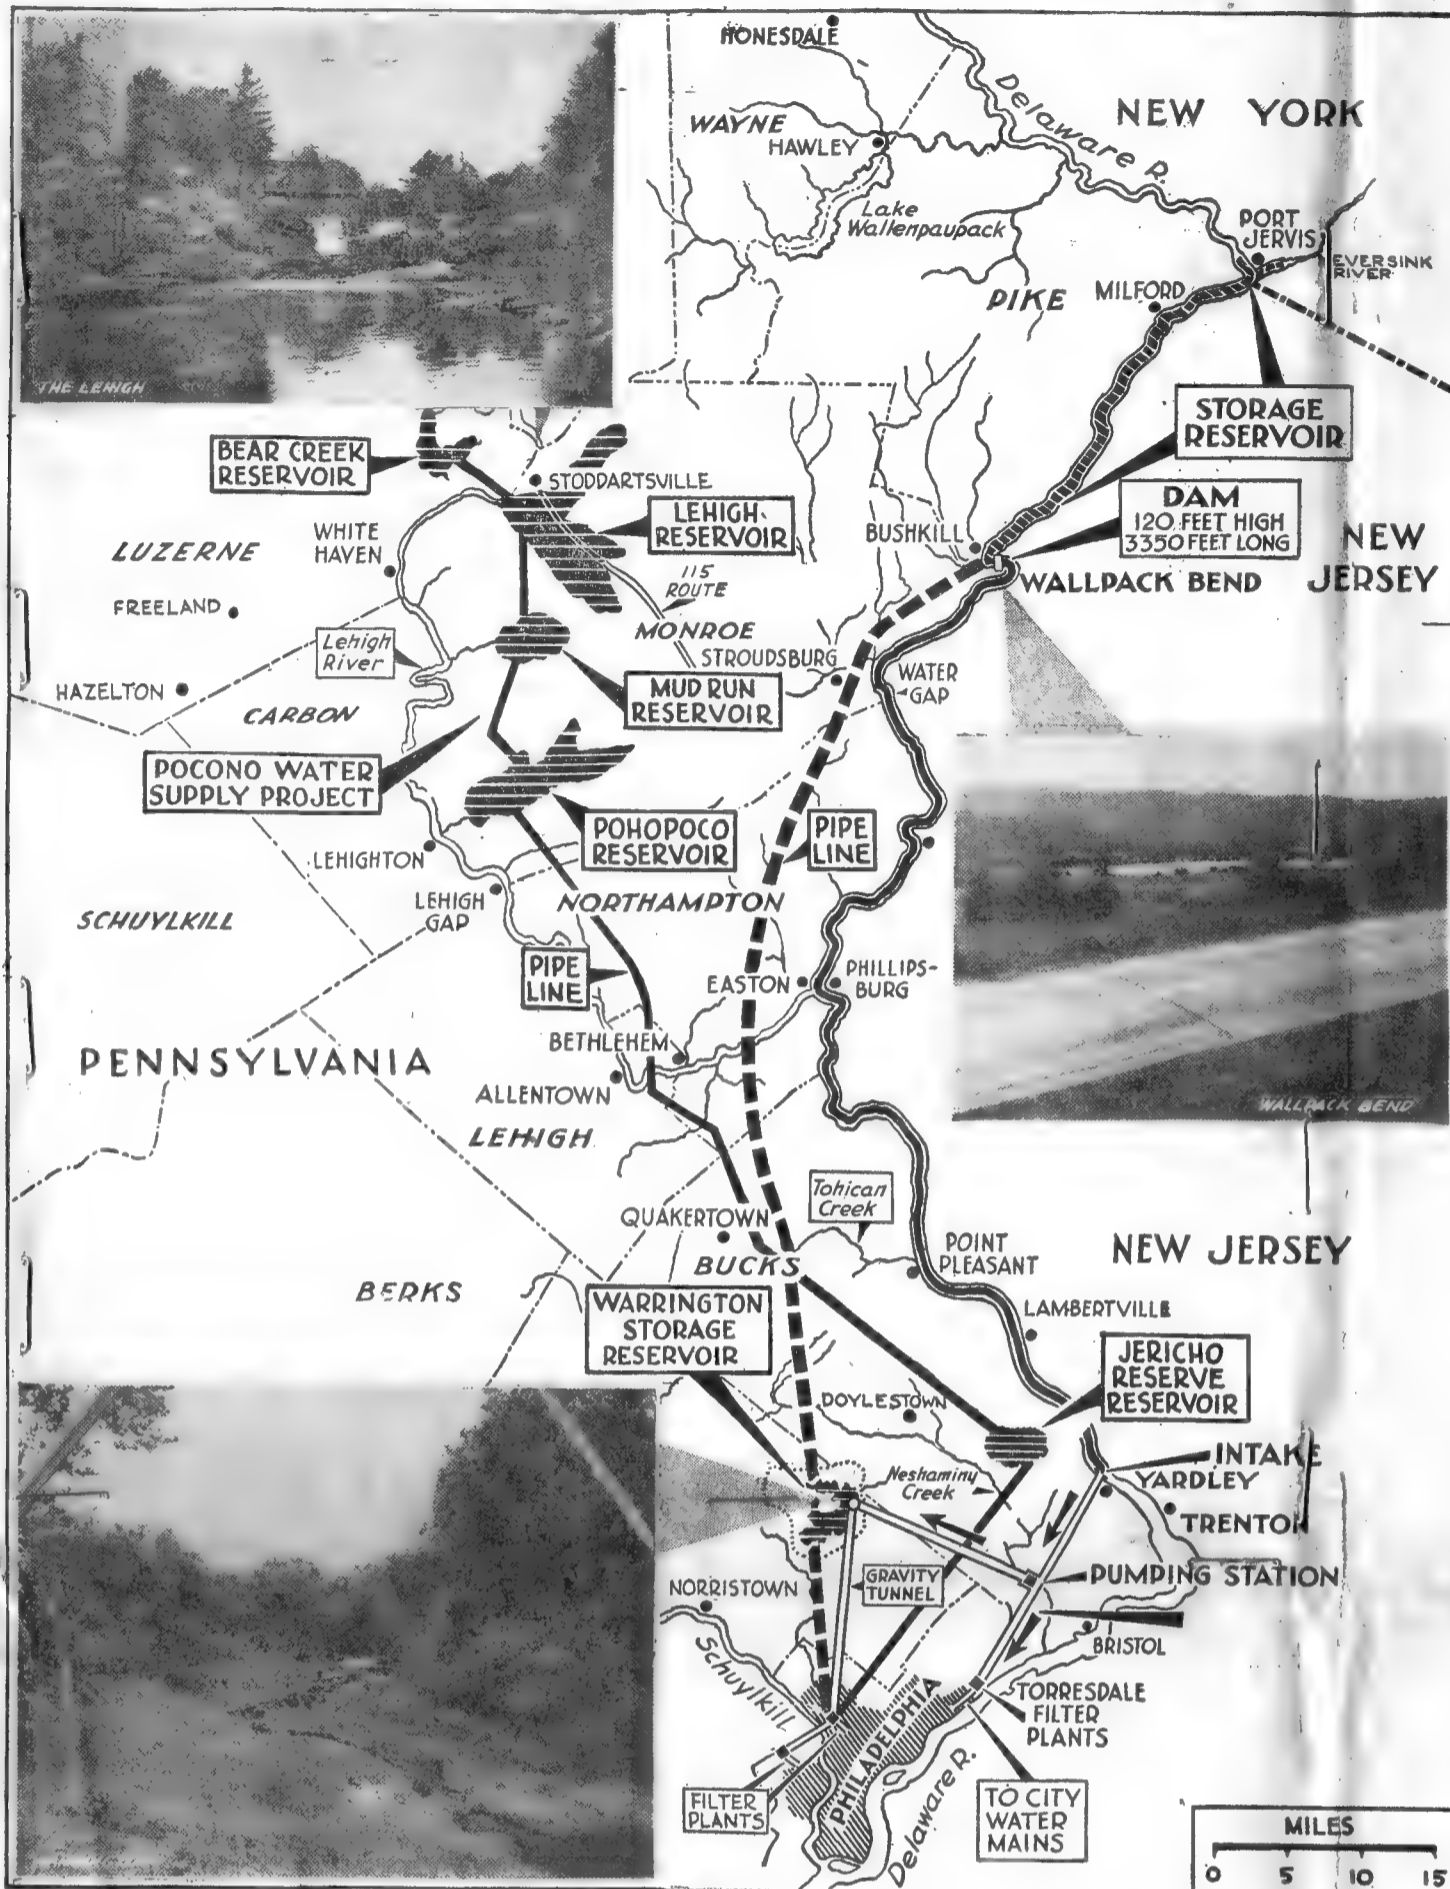 HONESDALE
Delaware R.
NEW YORK
WAYNE
HAWLEY
Lake
Wallenpaupack
PORT
JERVIS
EVERSINK
RIVER
PIKE
MILFORD
THE LEHIGH
STORAGE
RESERVOIR
BEAR CREEK
RESERVOIR
STODDARTSVILLE
DAM
120 FEET HIGH
3350 FEET LONG
LEHIGH
RESERVOIR
WHITE
HAVEN
BUSHKILL
NEW
JERSEY
LUZERNE
115
ROUTE
WALLPACK BEND
FREELAND
Lehigh
River
MONROE
STROUDSBURG
WATER
GAP
HAZELTON
MUD RUN
RESERVOIR
CARBON
POCONO WATER
SUPPLY PROJECT
POHOPOCO
RESERVOIR
PIPE
LINE
LEHIGHTON
LEHIGH
GAP
NORTHAMPTON
SCHUYLKILL
PIPE
LINE
EASTON
PHILLIPS-
BURG
BETHLEHEM
PENNSYLVANIA
ALLENTOWN
WALLPACK BEND
LEHIGH
Tohican
Creek
QUAKERTOWN
POINT
PLEASANT
NEW JERSEY
BUCKS
BERKS
WARRINGTON
STORAGE
RESERVOIR
LAMBERTVILLE
JERICHO
RESERVE
RESERVOIR
DOYLESTOWN
INTAKE
YARDLEY
Neshaminy
Creek
TRENTON
PUMPING STATION
GRAVITY
TUNNEL
NORRISTOWN
BRISTOL
Schuylkill
TORRESDALE
FILTER
PLANTS
PHILADELPHIA
Delaware R.
FILTER
PLANTS
TO CITY
WATER
MAINS
MILES
0 5 10 15